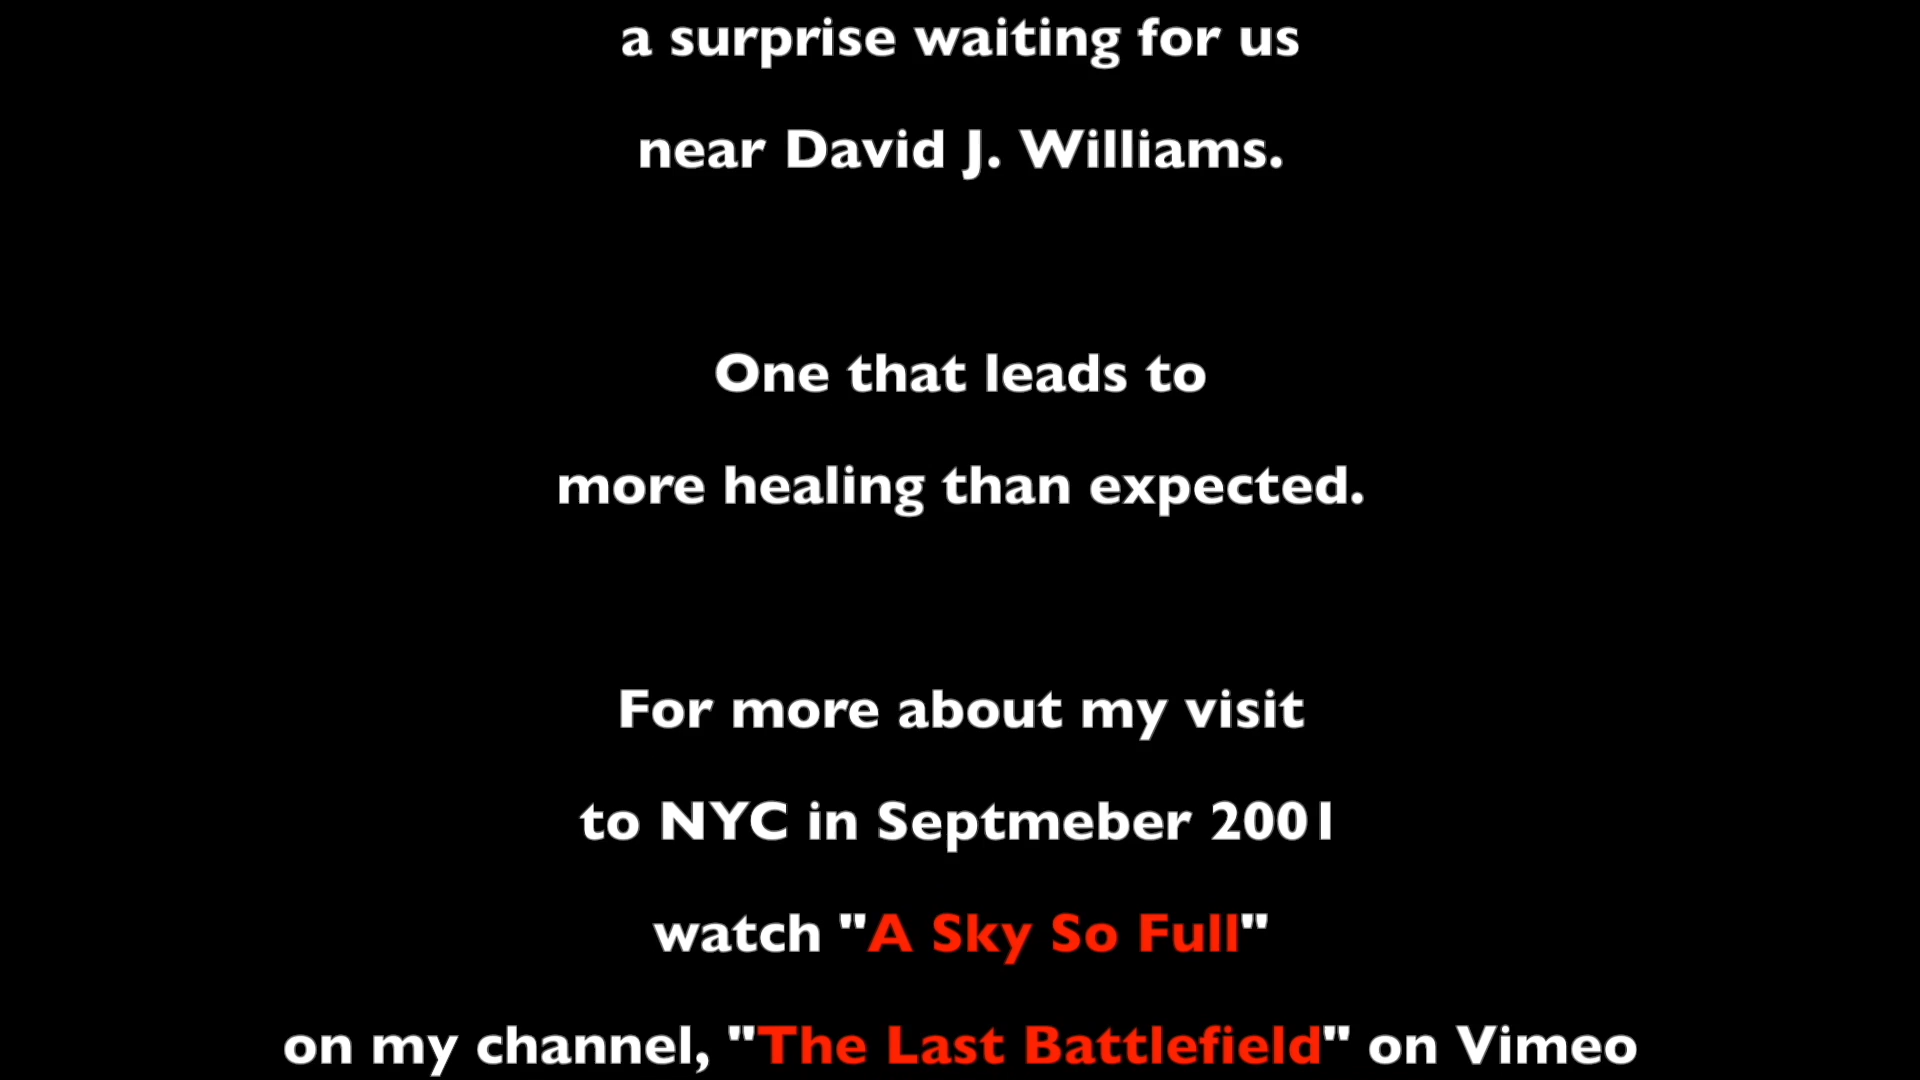 a surprise waiting for us
near David J. Williams.
One that leads to
more healing than expected.
For more about my visit
to NYC in Septmeber 2001
watch "A Sky So Full"
on my channel, "The Last Battlefield" on Vimeo